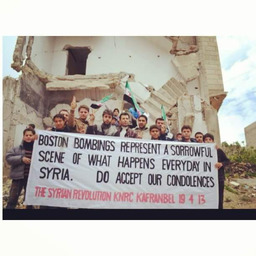 BOSTON BOMBINGS REPRESENT A SORROWFUL
SCENE OF WHAT HAPPENS EVERYDAY IN
SYRIA. DO ACCEPT OUR CONDOLENCES
THE SYRIAN REVOLUTION KNRC KAFRANBEL 19 4 13